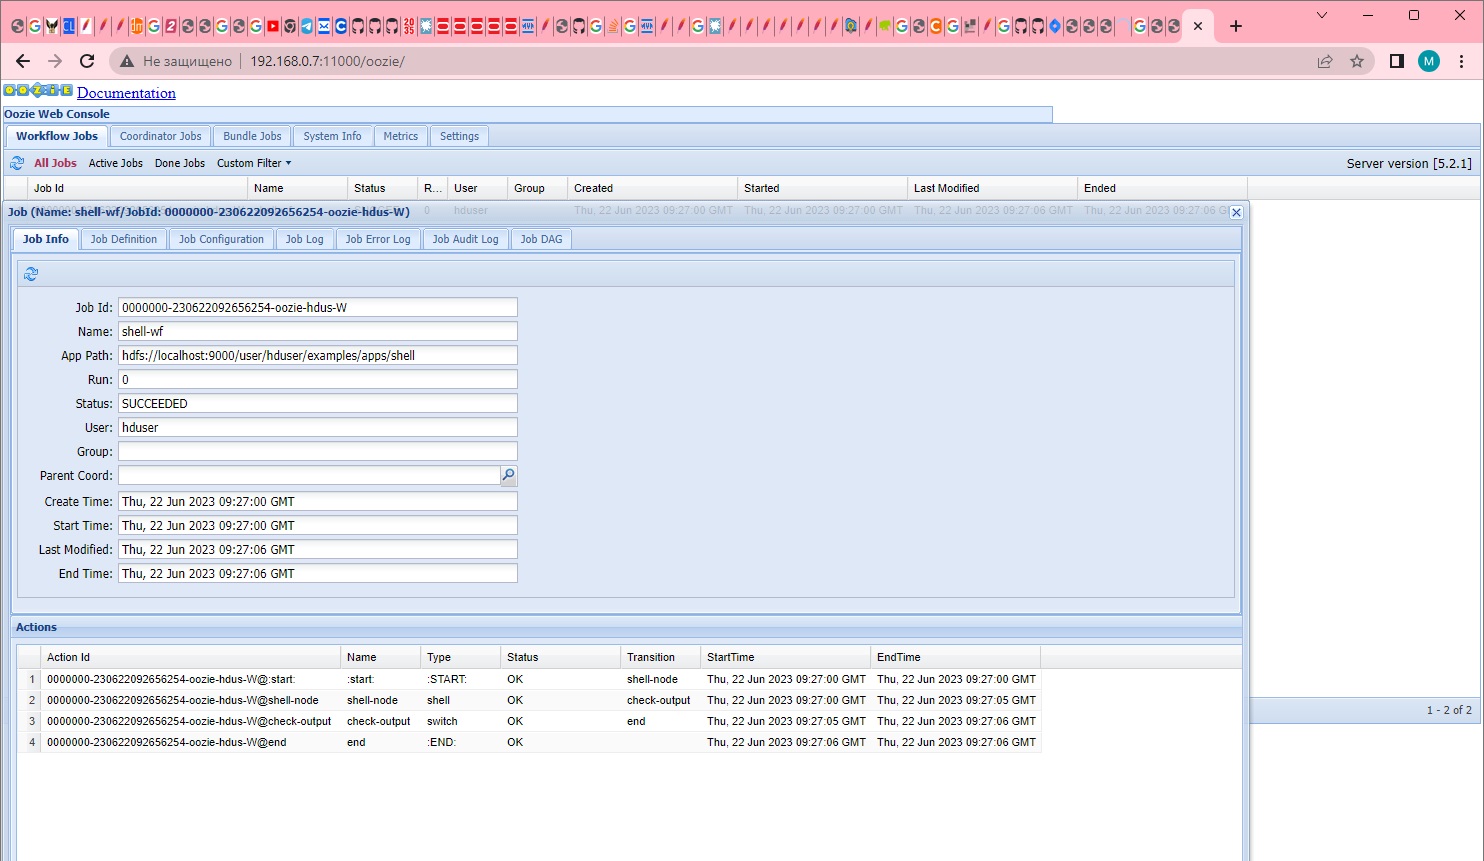 Не защищено | 192.168.0.7:11000/oozie/
M
OOZIE Documentation
Oozie Web Console
Workflow Jobs Coordinator Jobs Bundle Jobs System Info Metrics Settings
All Jobs Active Jobs Done Jobs Custom Filter Server version [5.2.1]
Job Id Name Status R... User Group Created Started Last Modified Ended
Job (Name: shell-wf/JobId: 0000000-230622092656254-oozie-hdus-W) 0 hduser Thu, 22 Jun 2023 09:27:00 GMT Thu, 22 Jun 2023 09:27:00 GMT Thu, 22 Jun 2023 09:27:06 GMT Thu, 22 Jun 2023 09:27:06 G
Job Info Job Definition Job Configuration Job Log Job Error Log Job Audit Log Job DAG
Job Id: 0000000-230622092656254-oozie-hdus-W
Name: shell-wf
App Path: hdfs://localhost:9000/user/hduser/examples/apps/shell
Run: 0
Status: SUCCEEDED
User: hduser
Group:
Parent Coord:
Create Time: Thu, 22 Jun 2023 09:27:00 GMT
Start Time: Thu, 22 Jun 2023 09:27:00 GMT
Last Modified: Thu, 22 Jun 2023 09:27:06 GMT
End Time: Thu, 22 Jun 2023 09:27:06 GMT
Actions
Action Id Name Type Status Transition StartTime EndTime
1 0000000-230622092656254-oozie-hdus-W@:start: :start: :START: OK shell-node Thu, 22 Jun 2023 09:27:00 GMT Thu, 22 Jun 2023 09:27:00 GMT
2 0000000-230622092656254-oozie-hdus-W@shell-node shell-node shell OK check-output Thu, 22 Jun 2023 09:27:00 GMT Thu, 22 Jun 2023 09:27:05 GMT
3 0000000-230622092656254-oozie-hdus-W@check-output check-output switch OK end Thu, 22 Jun 2023 09:27:05 GMT Thu, 22 Jun 2023 09:27:06 GMT
1 - 2 of 2
4 0000000-230622092656254-oozie-hdus-W@end end :END: OK Thu, 22 Jun 2023 09:27:06 GMT Thu, 22 Jun 2023 09:27:06 GMT